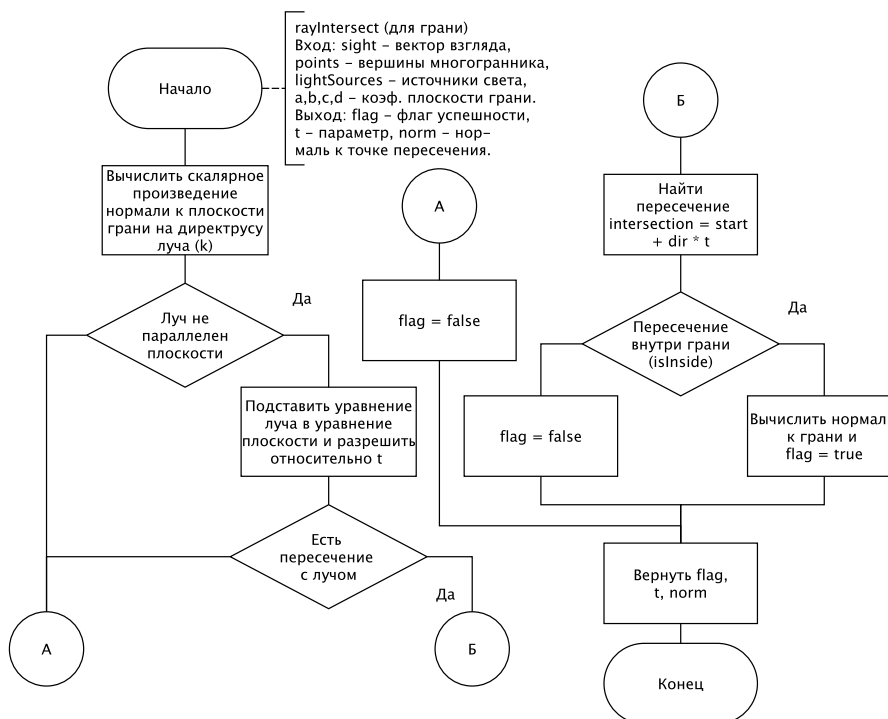 Начало
rayIntersect (для грани)
Вход: sight – вектор взгляда,
points – вершины многогранника,
lightSources – источники света,
a,b,c,d – коэф. плоскости грани.
Выход: flag – флаг успешности,
t – параметр, norm – нор–
маль к точке пересечения.
Вычислить скалярное
произведение
нормали к плоскости
грани на директрусу
луча (k)
Луч не
параллелен
плоскости
Да
Подставить уравнение
луча в уравнение
плоскости и разрешить
относительно t
Есть
пересечение
с лучом
Да
А
Б
А
flag = false
Б
Найти
пересечение
intersection = start
+ dir * t
Пересечение
внутри грани
(isInside)
Да
flag = false
Вычислить нормал
к грани и
flag = true
Вернуть flag,
t, norm
Конец